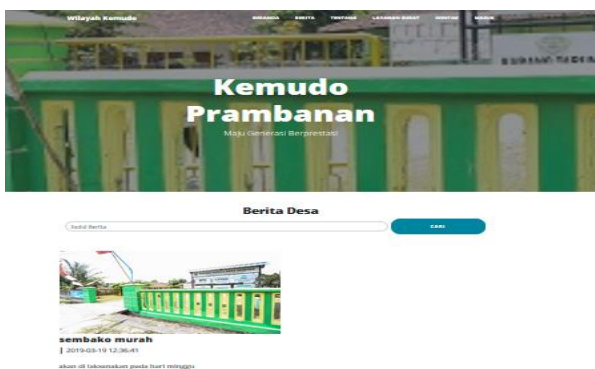 Wilayah Kemudo
BERANDA BERITA TENTANG LAYANAN SURAT KONTAK MASUK
Kemudo
Prambanan
Maju Generasi Berprestasi
Berita Desa
Judul Berita
CARI
sembako murah
2019-03-19 12:36:41
akan di laksanakan pada hari minggu